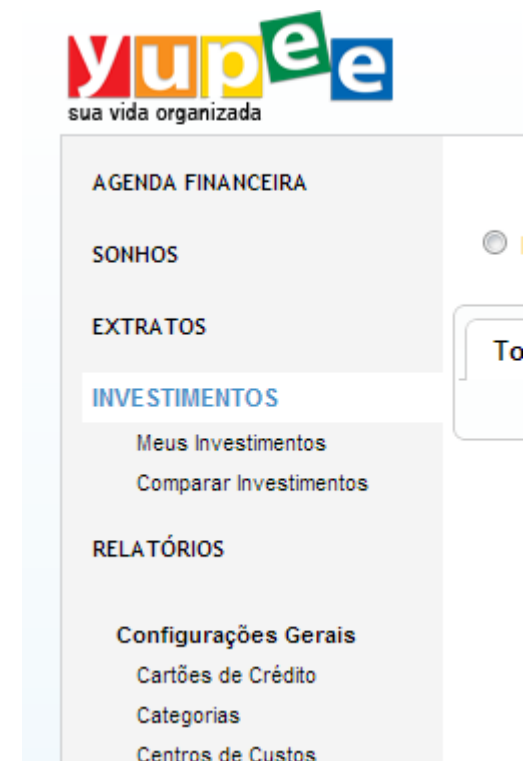 yupee
sua vida organizada
AGENDA FINANCEIRA
SONHOS
EXTRATOS
To
INVESTIMENTOS
Meus Investimentos
Comparar Investimentos
RELATÓRIOS
Configurações Gerais
Cartões de Crédito
Categorias
Centros de Custos